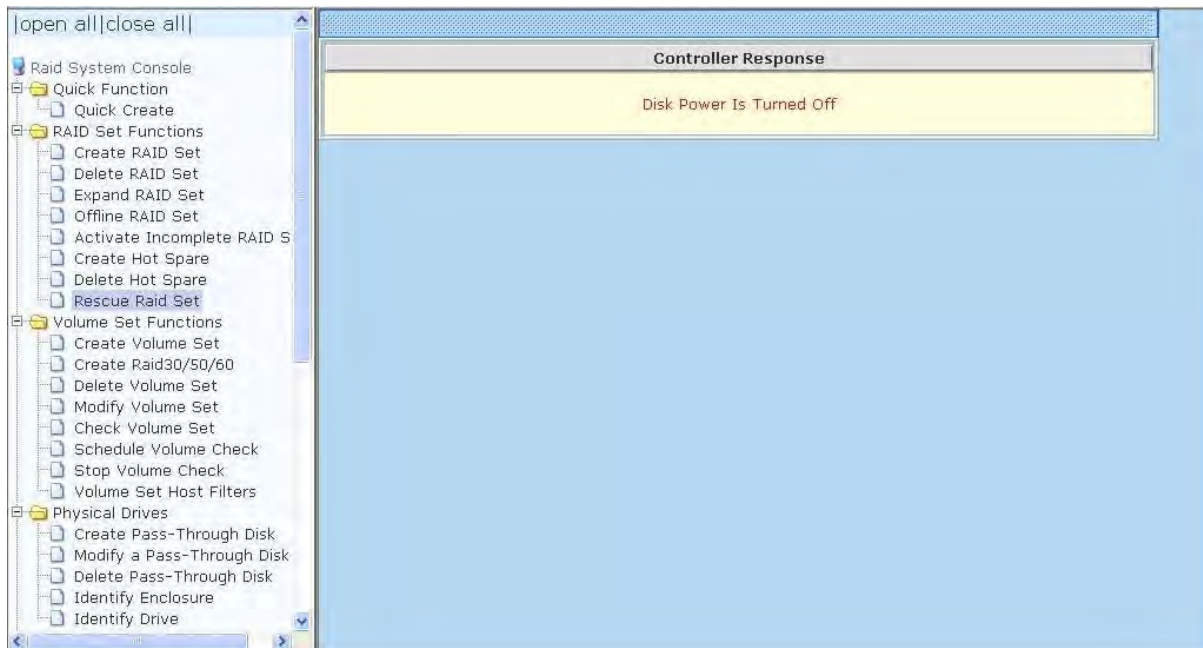 |open all|close all|
Raid System Console
Quick Function
Quick Create
RAID Set Functions
Create RAID Set
Delete RAID Set
Expand RAID Set
Offline RAID Set
Activate Incomplete RAID S
Create Hot Spare
Delete Hot Spare
Rescue Raid Set
Volume Set Functions
Create Volume Set
Create Raid30/50/60
Delete Volume Set
Modify Volume Set
Check Volume Set
Schedule Volume Check
Stop Volume Check
Volume Set Host Filters
Physical Drives
Create Pass-Through Disk
Modify a Pass-Through Disk
Delete Pass-Through Disk
Identify Enclosure
Identify Drive
Controller Response
Disk Power Is Turned Off